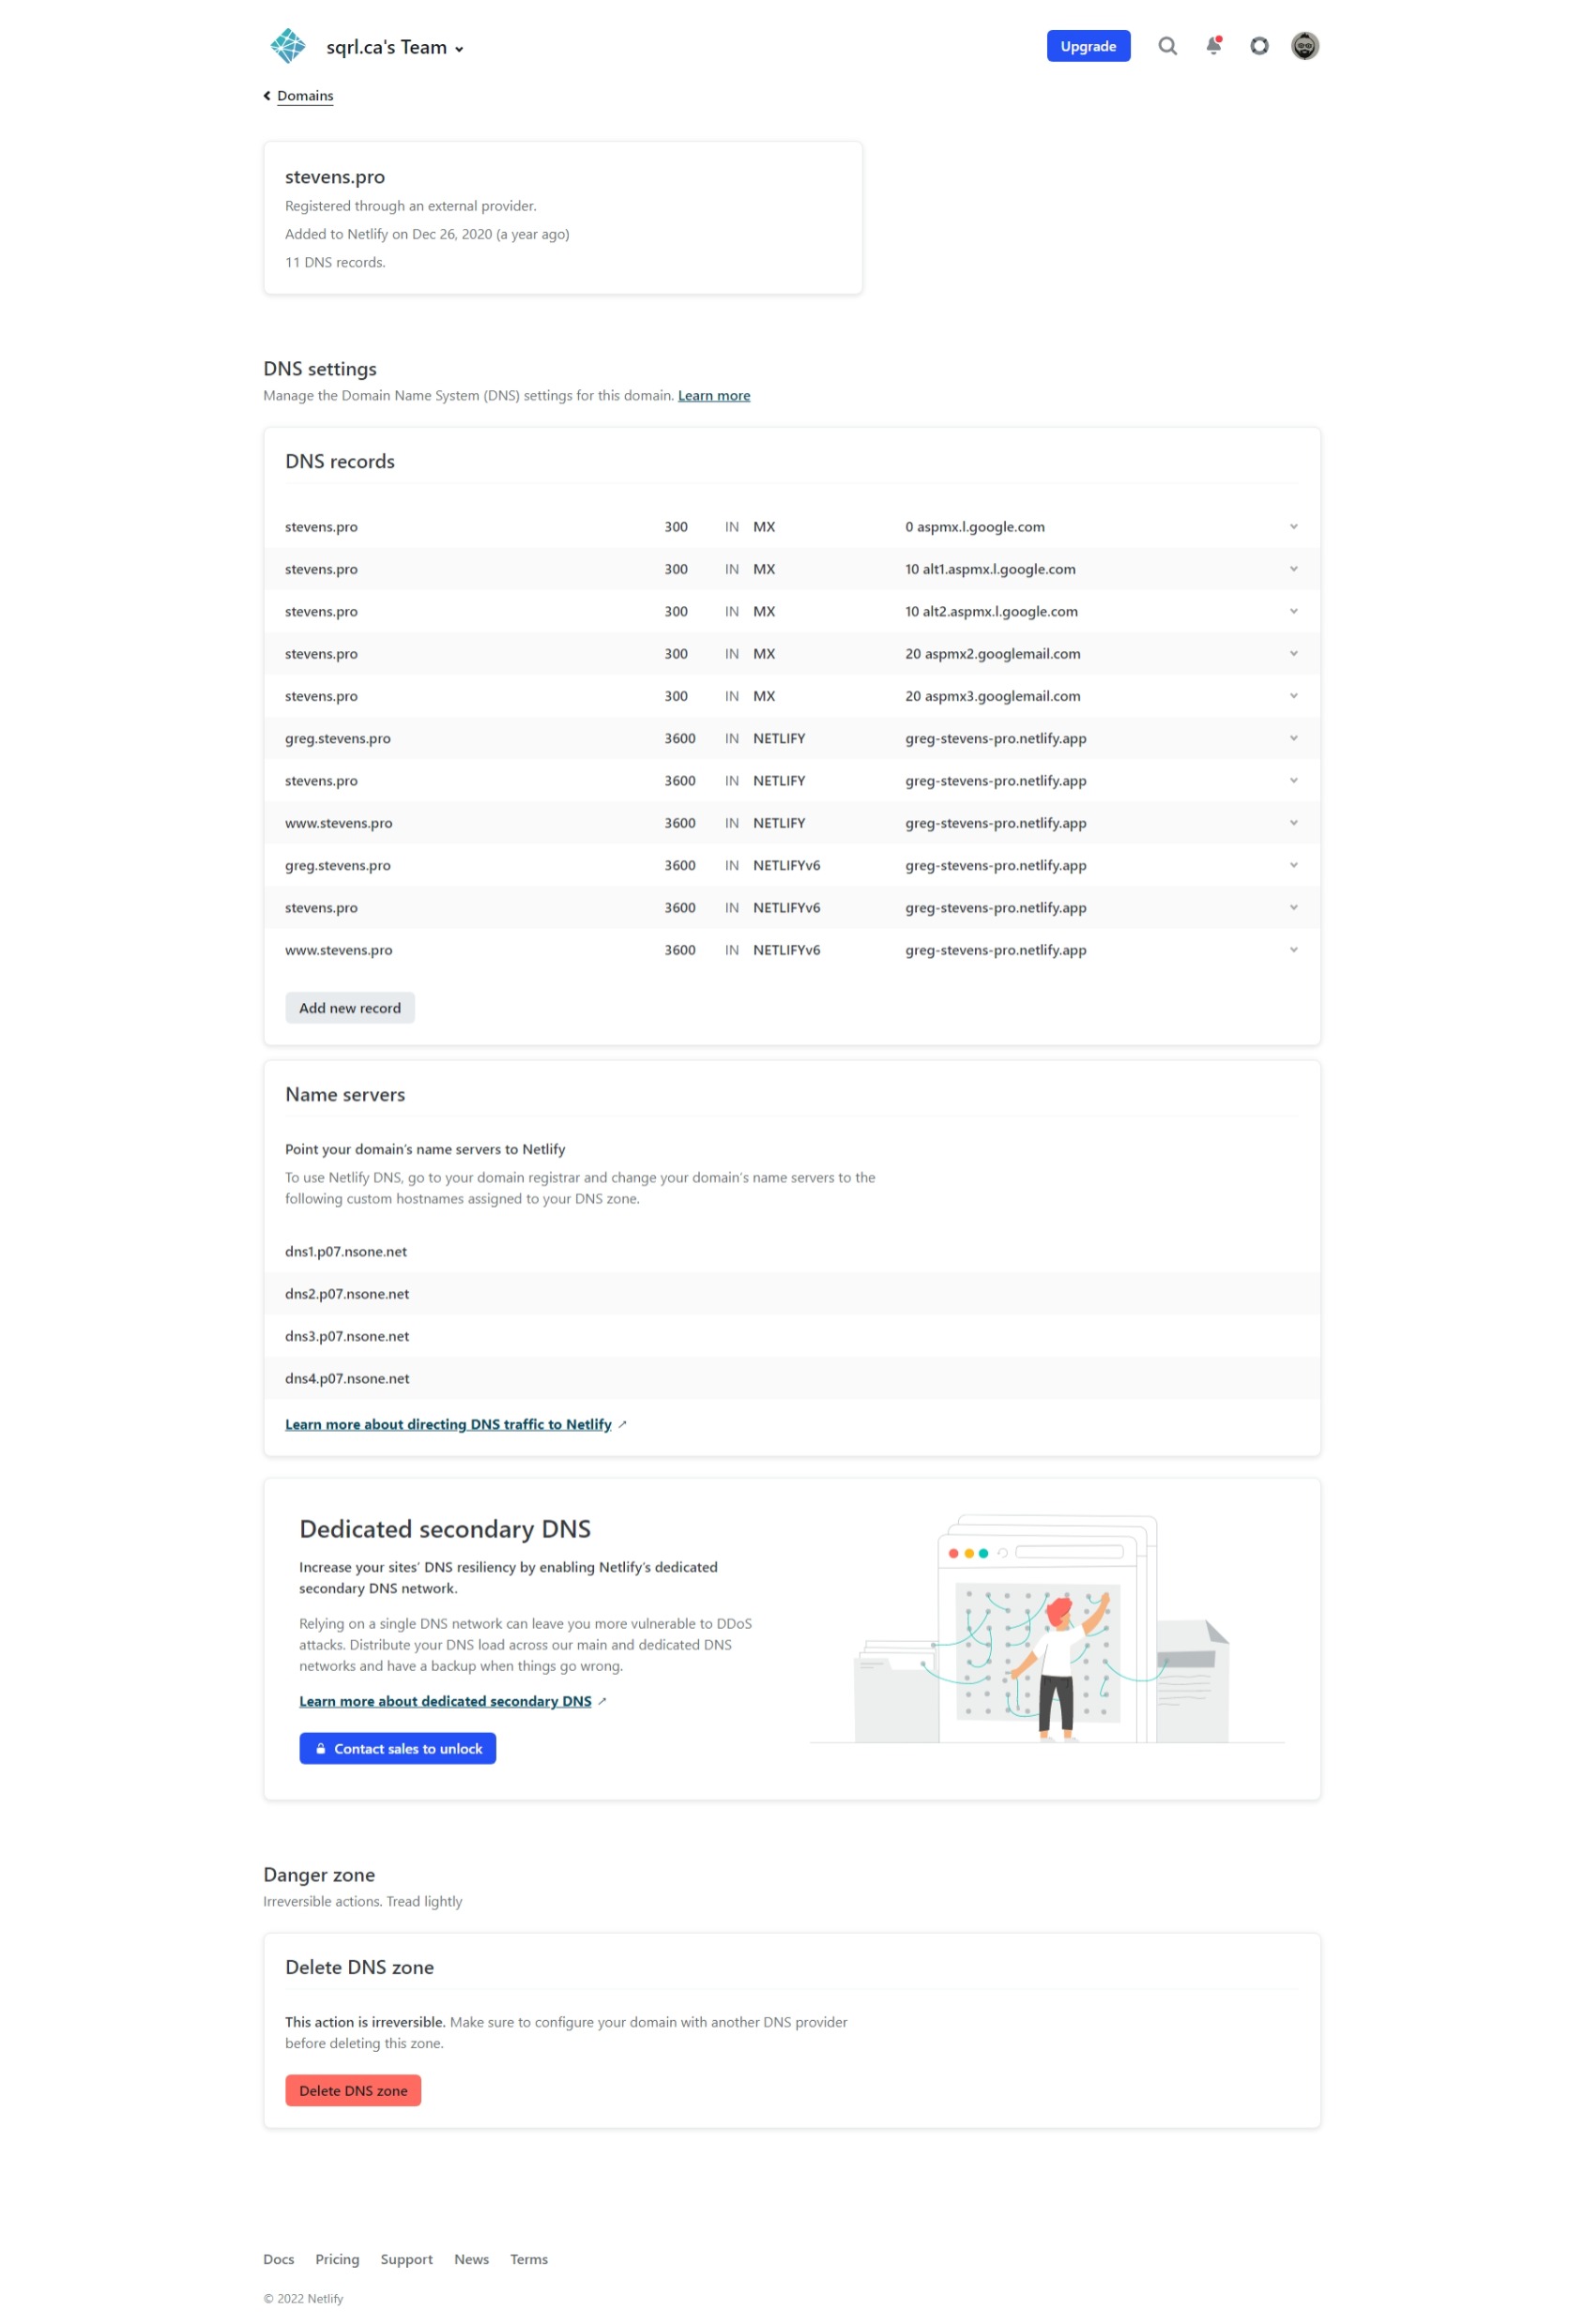 sqrl.ca's Team
Upgrade
Domains
stevens.pro
Registered through an external provider.
Added to Netlify on Dec 26, 2020 (a year ago)
11 DNS records.
DNS settings
Manage the Domain Name System (DNS) settings for this domain. Learn more
DNS records
stevens.pro 300 IN MX 0 aspmx.l.google.com
stevens.pro 300 IN MX 10 alt1.aspmx.l.google.com
stevens.pro 300 IN MX 10 alt2.aspmx.l.google.com
stevens.pro 300 IN MX 20 aspmx2.googlemail.com
stevens.pro 300 IN MX 20 aspmx3.googlemail.com
greg.stevens.pro 3600 IN NETLIFY greg-stevens-pro.netlify.app
stevens.pro 3600 IN NETLIFY greg-stevens-pro.netlify.app
www.stevens.pro 3600 IN NETLIFY greg-stevens-pro.netlify.app
greg.stevens.pro 3600 IN NETLIFYv6 greg-stevens-pro.netlify.app
stevens.pro 3600 IN NETLIFYv6 greg-stevens-pro.netlify.app
www.stevens.pro 3600 IN NETLIFYv6 greg-stevens-pro.netlify.app
Add new record
Name servers
Point your domain's name servers to Netlify
To use Netlify DNS, go to your domain registrar and change your domain's name servers to the
following custom hostnames assigned to your DNS zone.
dns1.p07.nsone.net
dns2.p07.nsone.net
dns3.p07.nsone.net
dns4.p07.nsone.net
Learn more about directing DNS traffic to Netlify
Dedicated secondary DNS
Increase your sites' DNS resiliency by enabling Netlify's dedicated
secondary DNS network.
Relying on a single DNS network can leave you more vulnerable to DDoS
attacks. Distribute your DNS load across our main and dedicated DNS
networks and have a backup when things go wrong.
Learn more about dedicated secondary DNS
Contact sales to unlock
Danger zone
Irreversible actions. Tread lightly
Delete DNS zone
This action is irreversible. Make sure to configure your domain with another DNS provider
before deleting this zone.
Delete DNS zone
Docs Pricing Support News Terms
© 2022 Netlify